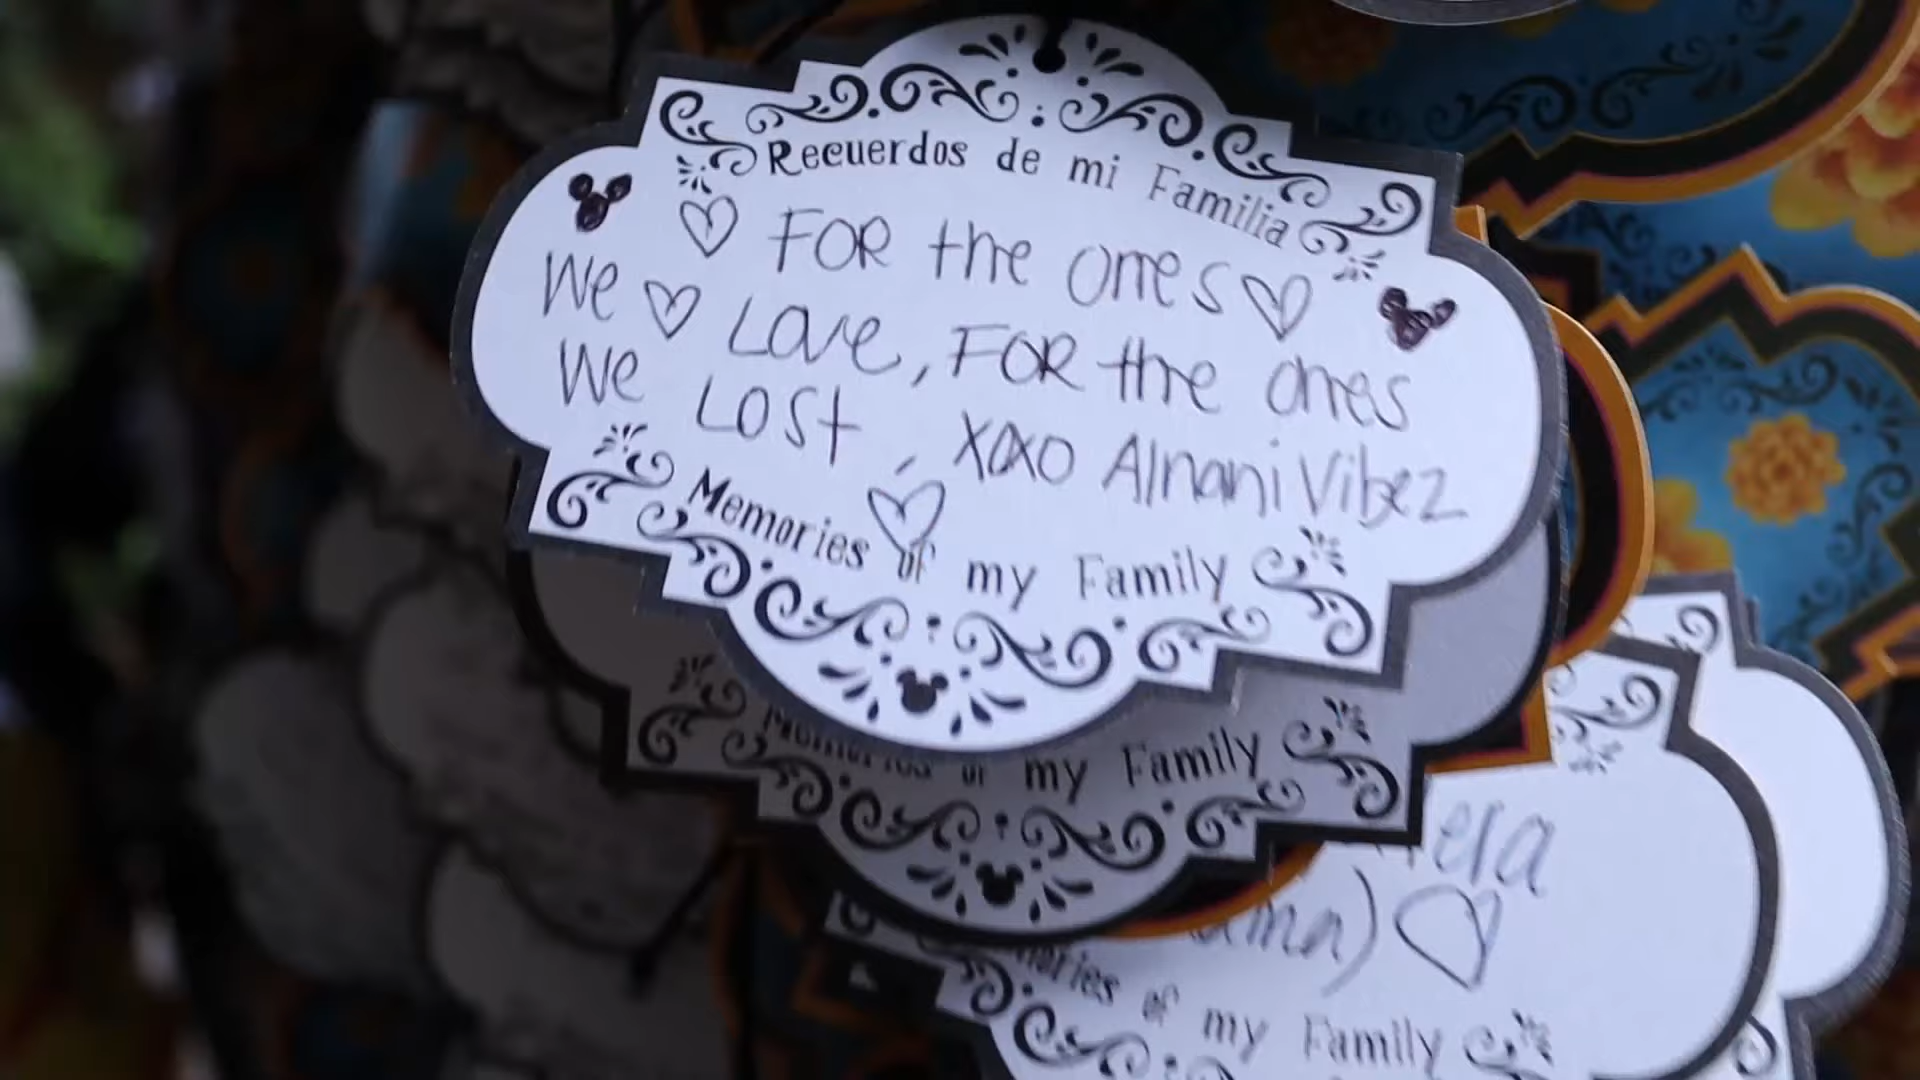 Recuerdos de mi Familia
FOR the ones
We Love, FOR the ones
We Lost, xoxo Alnani Vibez
Memories of my Family
my Family
of my Family